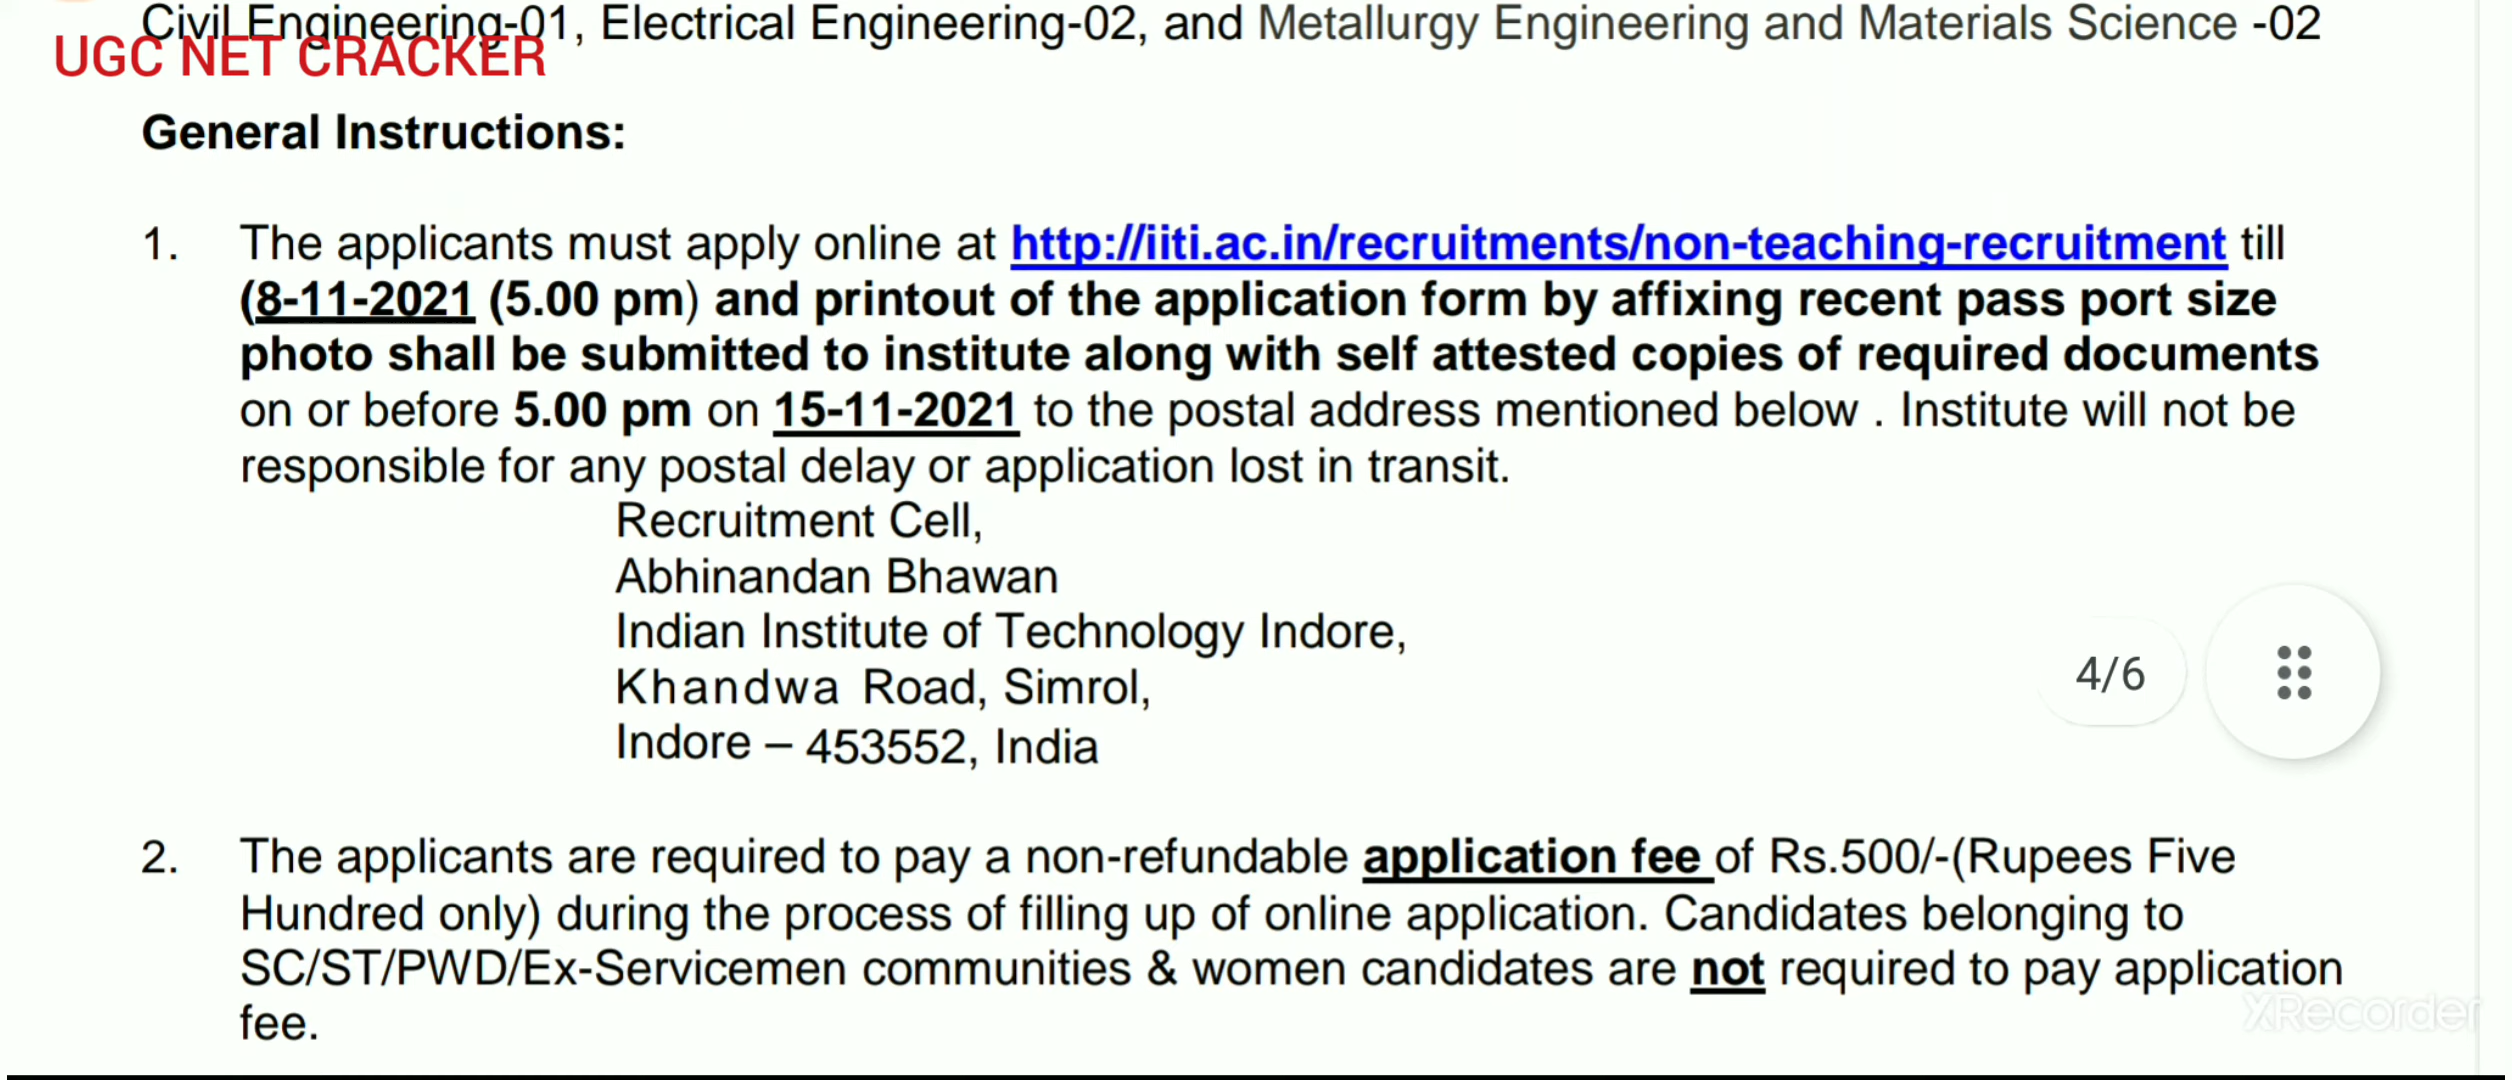 Civil Engineering-01, Electrical Engineering-02, and Metallurgy Engineering and Materials Science -02
UGC NET CRACKER
General Instructions:
1. The applicants must apply online at http://iiti.ac.in/recruitments/non-teaching-recruitment till
(8-11-2021 (5.00 pm) and printout of the application form by affixing recent pass port size
photo shall be submitted to institute along with self attested copies of required documents
on or before 5.00 pm on 15-11-2021 to the postal address mentioned below . Institute will not be
responsible for any postal delay or application lost in transit.
Recruitment Cell,
Abhinandan Bhawan
Indian Institute of Technology Indore,
Khandwa Road, Simrol,
Indore – 453552, India
4/6
2. The applicants are required to pay a non-refundable application fee of Rs.500/-(Rupees Five
Hundred only) during the process of filling up of online application. Candidates belonging to
SC/ST/PWD/Ex-Servicemen communities & women candidates are not required to pay application
fee.
XRecorder